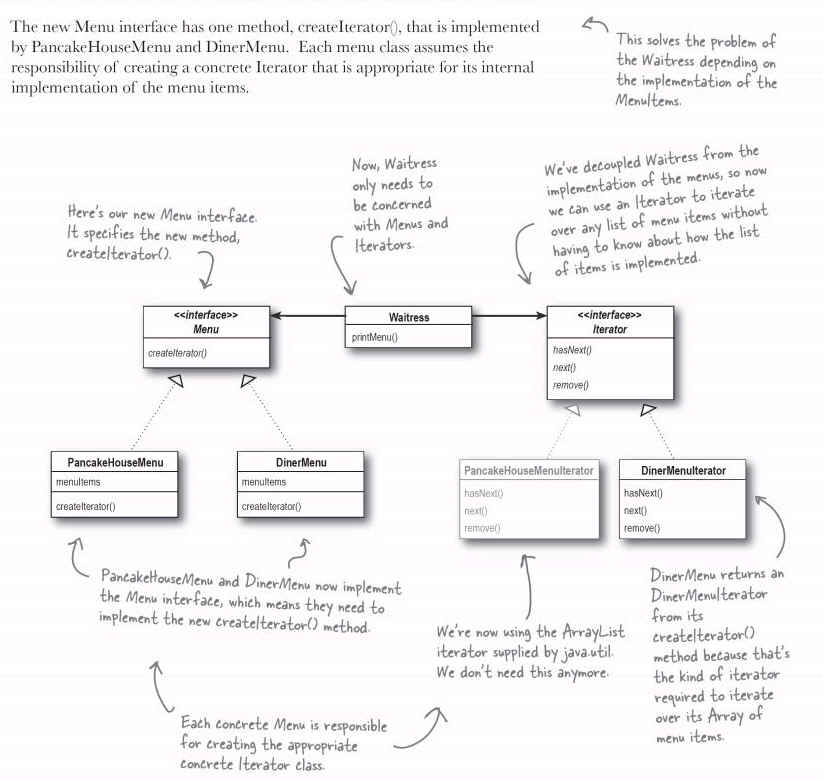 The new Menu interface has one method, createIterator(), that is implemented
by PancakeHouseMenu and DinerMenu. Each menu class assumes the
responsibility of creating a concrete Iterator that is appropriate for its internal
implementation of the menu items.
This solves the problem of
the Waitress depending on
the implementation of the
MenuItems.
Here's our new Menu interface.
It specifies the new method,
createIterator().
Now, Waitress
only needs to
be concerned
with Menus and
Iterators.
We've decoupled Waitress from the
implementation of the menus, so now
we can use an Iterator to iterate
over any list of menu items without
having to know about how the list
of items is implemented.
<<interface>>
Menu
createIterator()
Waitress
printMenu()
<<interface>>
Iterator
hasNext()
next()
remove()
PancakeHouseMenu
menuItems
createIterator()
DinerMenu
menuItems
createIterator()
PancakeHouseMenuIterator
hasNext()
next()
remove()
DinerMenuIterator
hasNext()
next()
remove()
PancakeHouseMenu and DinerMenu now implement
the Menu interface, which means they need to
implement the new createIterator() method.
We're now using the ArrayList
iterator supplied by java.util.
We don't need this anymore.
DinerMenu returns an
DinerMenuIterator
from its
createIterator()
method because that's
the kind of iterator
required to iterate
over its Array of
menu items.
Each concrete Menu is responsible
for creating the appropriate
concrete Iterator class.